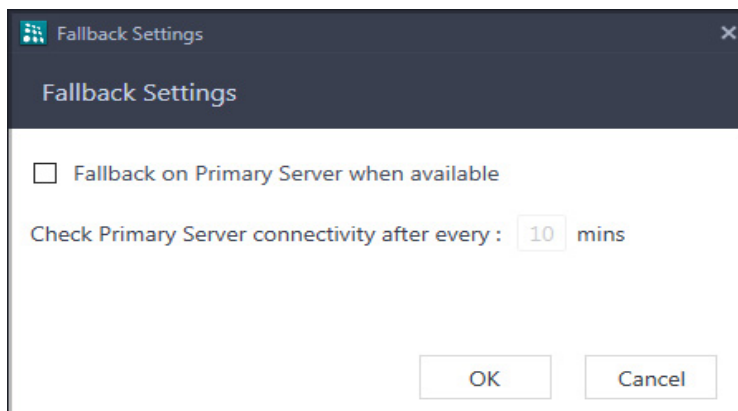 Fallback Settings
Fallback Settings
Fallback on Primary Server when available
Check Primary Server connectivity after every : 10 mins
OK Cancel